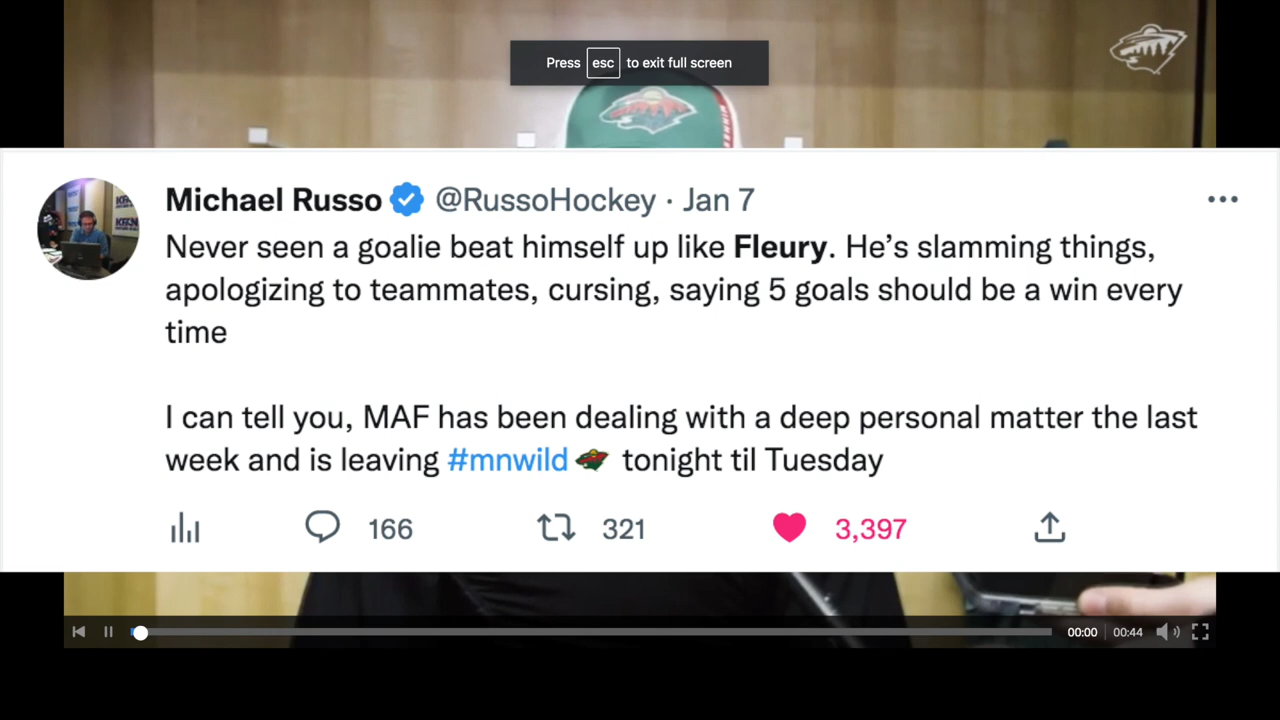 Press esc to exit full screen
Michael Russo @RussoHockey · Jan 7
Never seen a goalie beat himself up like Fleury. He’s slamming things,
apologizing to teammates, cursing, saying 5 goals should be a win every
time
I can tell you, MAF has been dealing with a deep personal matter the last
week and is leaving #mnwild tonight til Tuesday
166 321 3,397
00:00 00:44